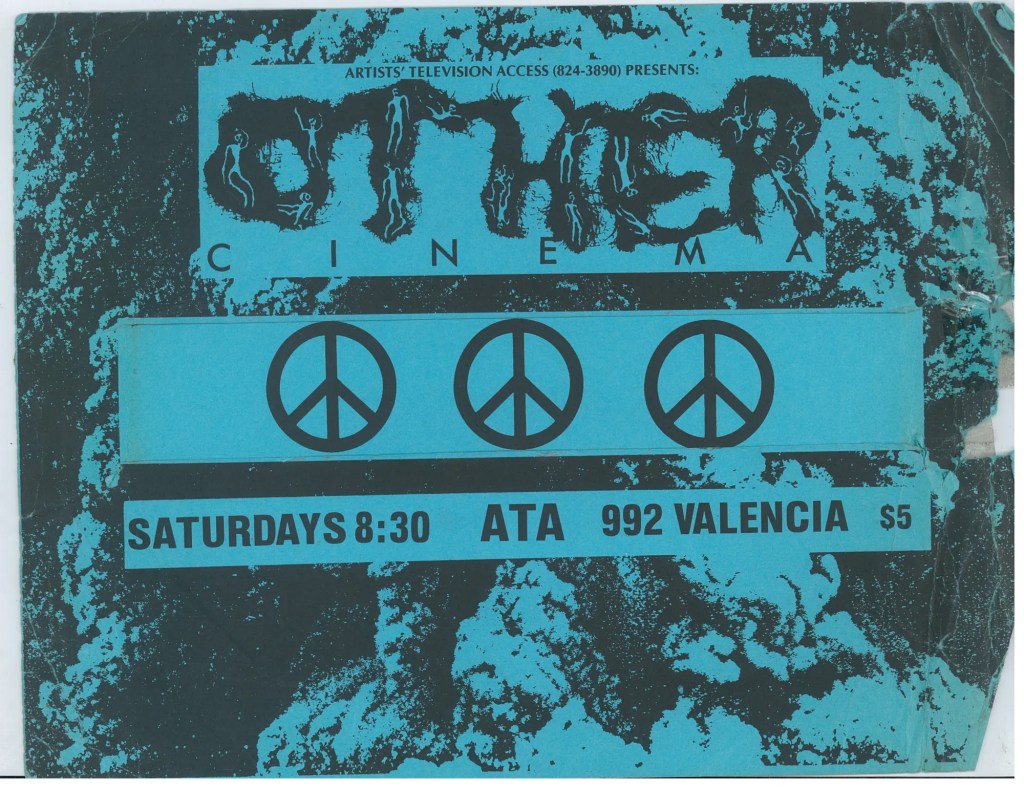 ARTISTS' TELEVISION ACCESS (824-3890) PRESENTS:
OTHER
CINEMA
SATURDAYS 8:30 ATA 992 VALENCIA $5